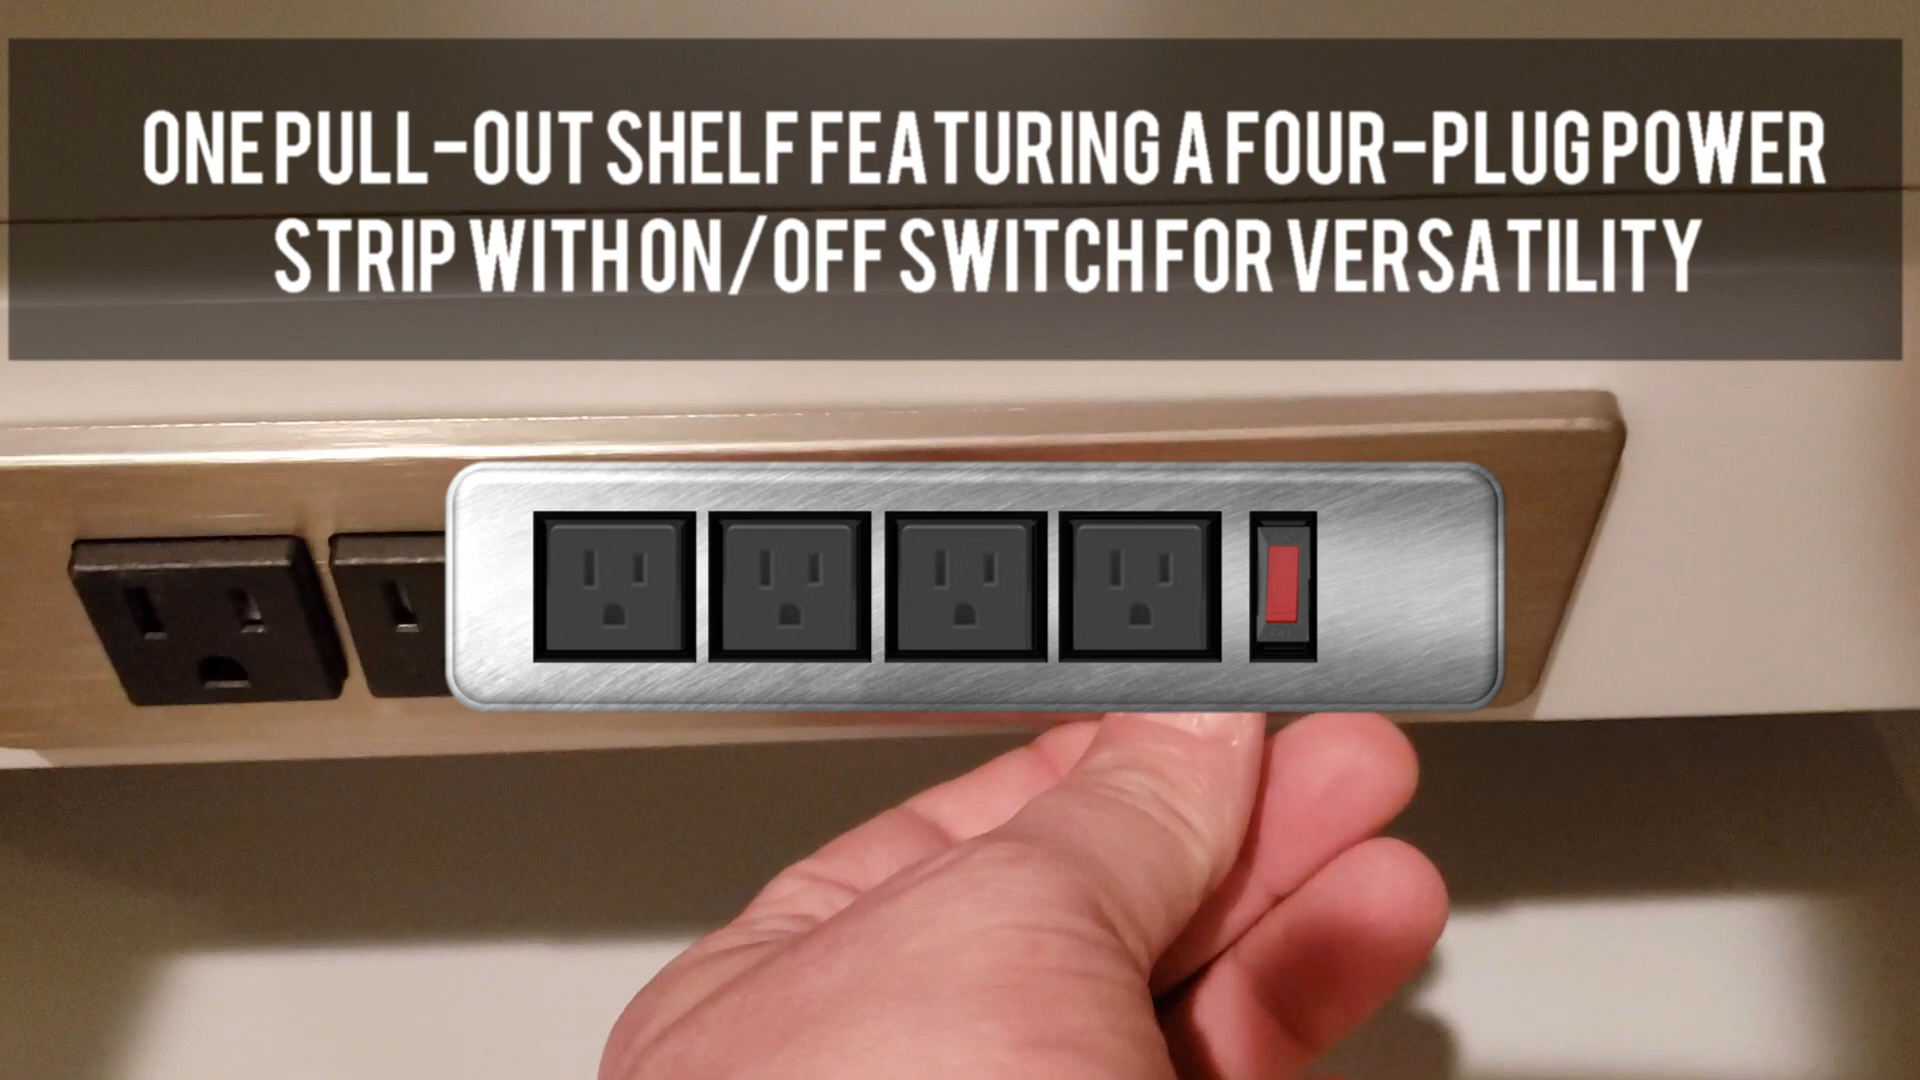 ONE PULL-OUT SHELF FEATURING A FOUR-PLUG POWER
STRIP WITH ON/OFF SWITCH FOR VERSATILITY